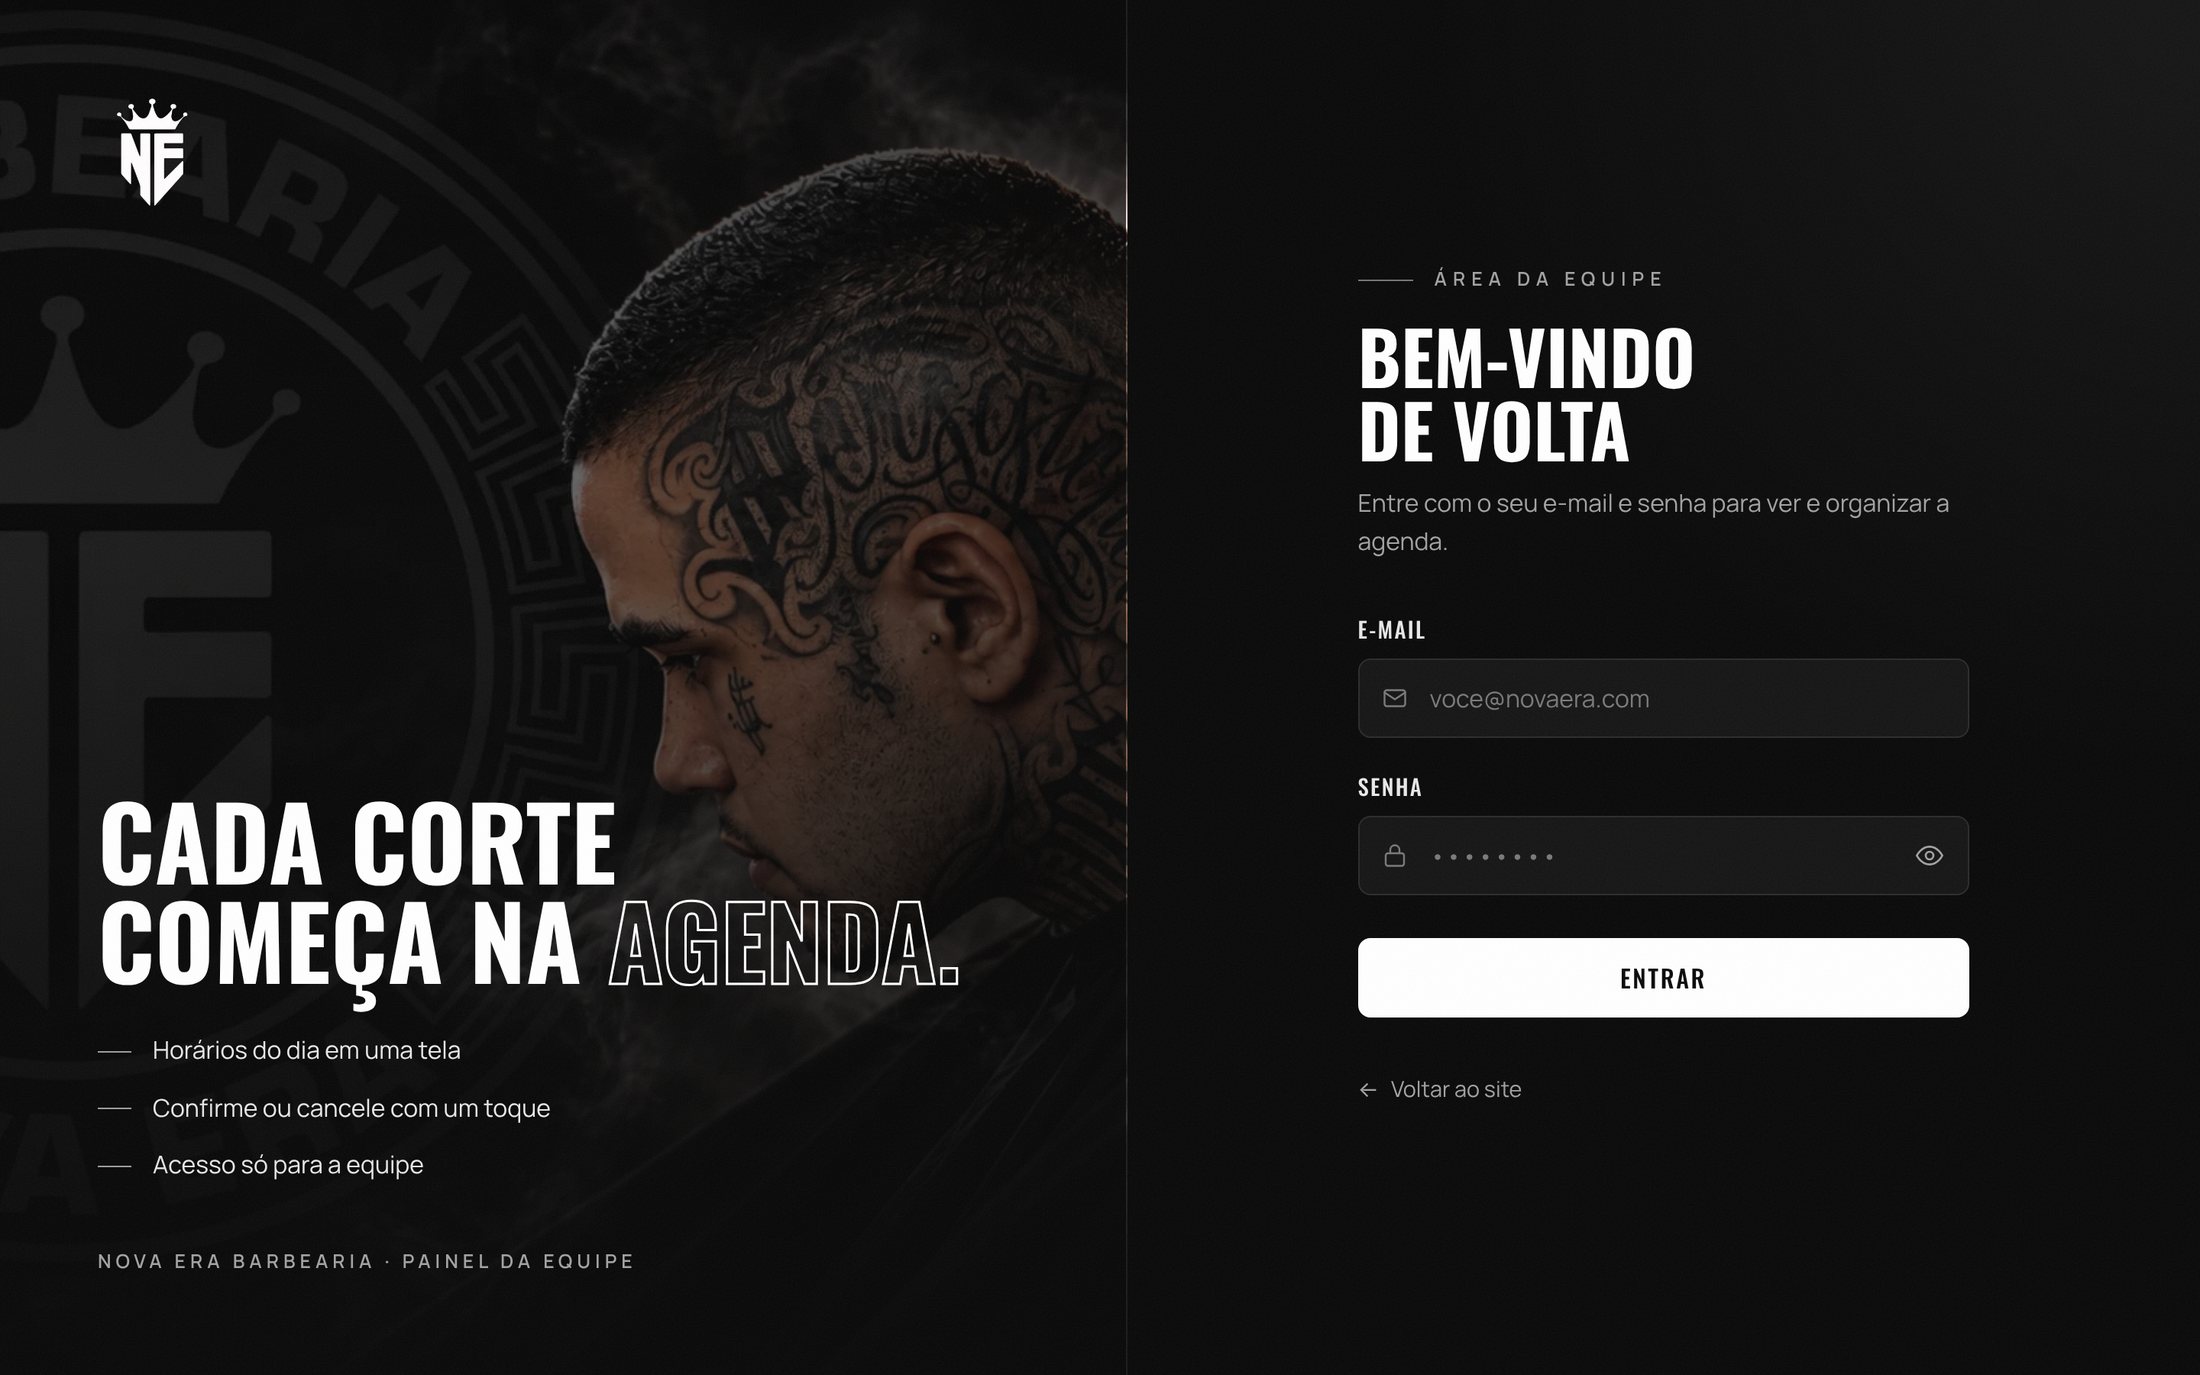 BEARIA
NE
CADA CORTE
COMEÇA NA AGENDA.
Horários do dia em uma tela
Confirme ou cancele com um toque
Acesso só para a equipe
NOVA ERA BARBEARIA · PAINEL DA EQUIPE
ÁREA DA EQUIPE
BEM-VINDO
DE VOLTA
Entre com o seu e-mail e senha para ver e organizar a
agenda.
E-MAIL
voce@novaera.com
SENHA
ENTRAR
← Voltar ao site